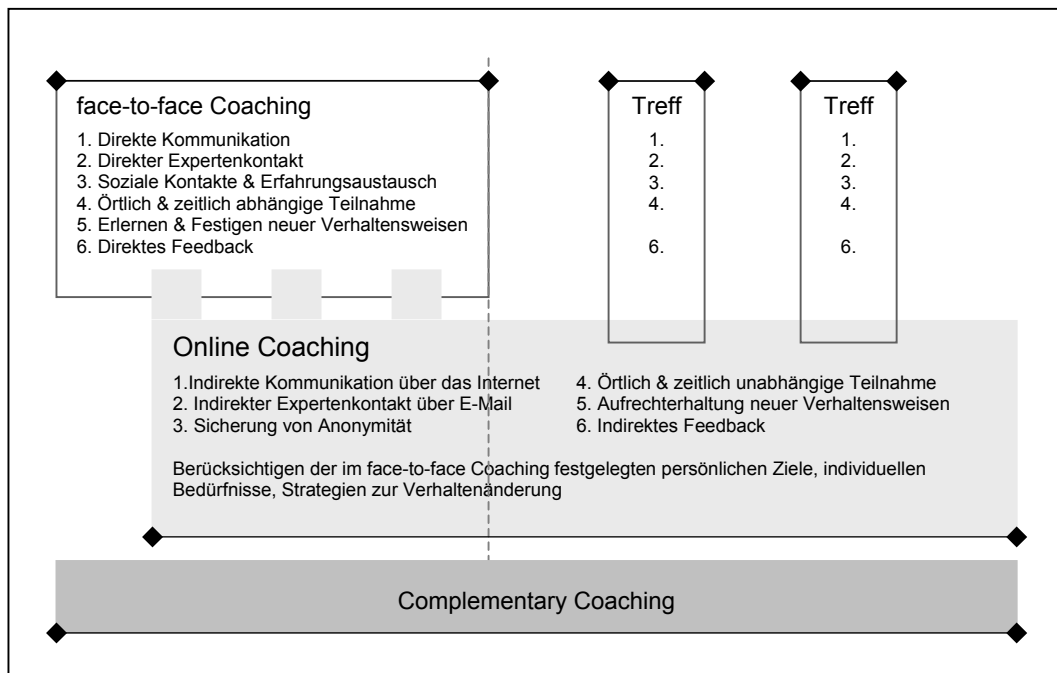 face-to-face Coaching
1. Direkte Kommunikation
2. Direkter Expertenkontakt
3. Soziale Kontakte & Erfahrungsaustausch
4. Örtlich & zeitlich abhängige Teilnahme
5. Erlernen & Festigen neuer Verhaltensweisen
6. Direktes Feedback
Treff
1.
2.
3.
4.
6.
Treff
1.
2.
3.
4.
6.
Online Coaching
1.Indirekte Kommunikation über das Internet
2. Indirekter Expertenkontakt über E-Mail
3. Sicherung von Anonymität
4. Örtlich & zeitlich unabhängige Teilnahme
5. Aufrechterhaltung neuer Verhaltensweisen
6. Indirektes Feedback
Berücksichtigen der im face-to-face Coaching festgelegten persönlichen Ziele, individuellen
Bedürfnisse, Strategien zur Verhaltenänderung
Complementary Coaching